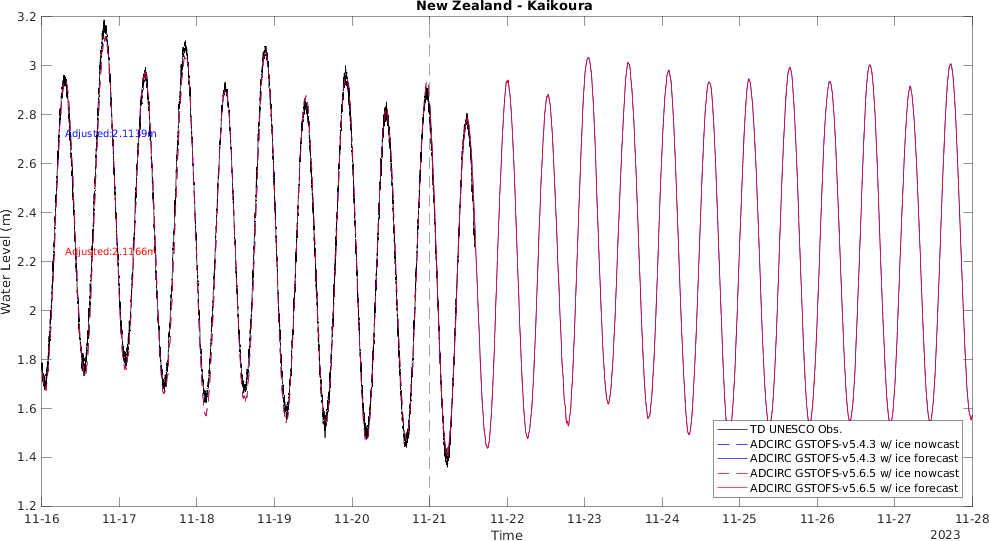 New Zealand - Kaikoura
Water Level (m)
3.2
3
2.8
2.6
2.4
2.2
2
1.8
1.6
1.4
1.2
Adjusted:2.1139m
Adjusted:2.1166m
TD UNESCO Obs.
ADCIRC GSTOFS-v5.4.3 w/ ice nowcast
ADCIRC GSTOFS-v5.4.3 w/ ice forecast
ADCIRC GSTOFS-v5.6.5 w/ ice nowcast
ADCIRC GSTOFS-v5.6.5 w/ ice forecast
11-16 11-17 11-18 11-19 11-20 11-21 11-22 11-23 11-24 11-25 11-26 11-27 11-28
Time
2023